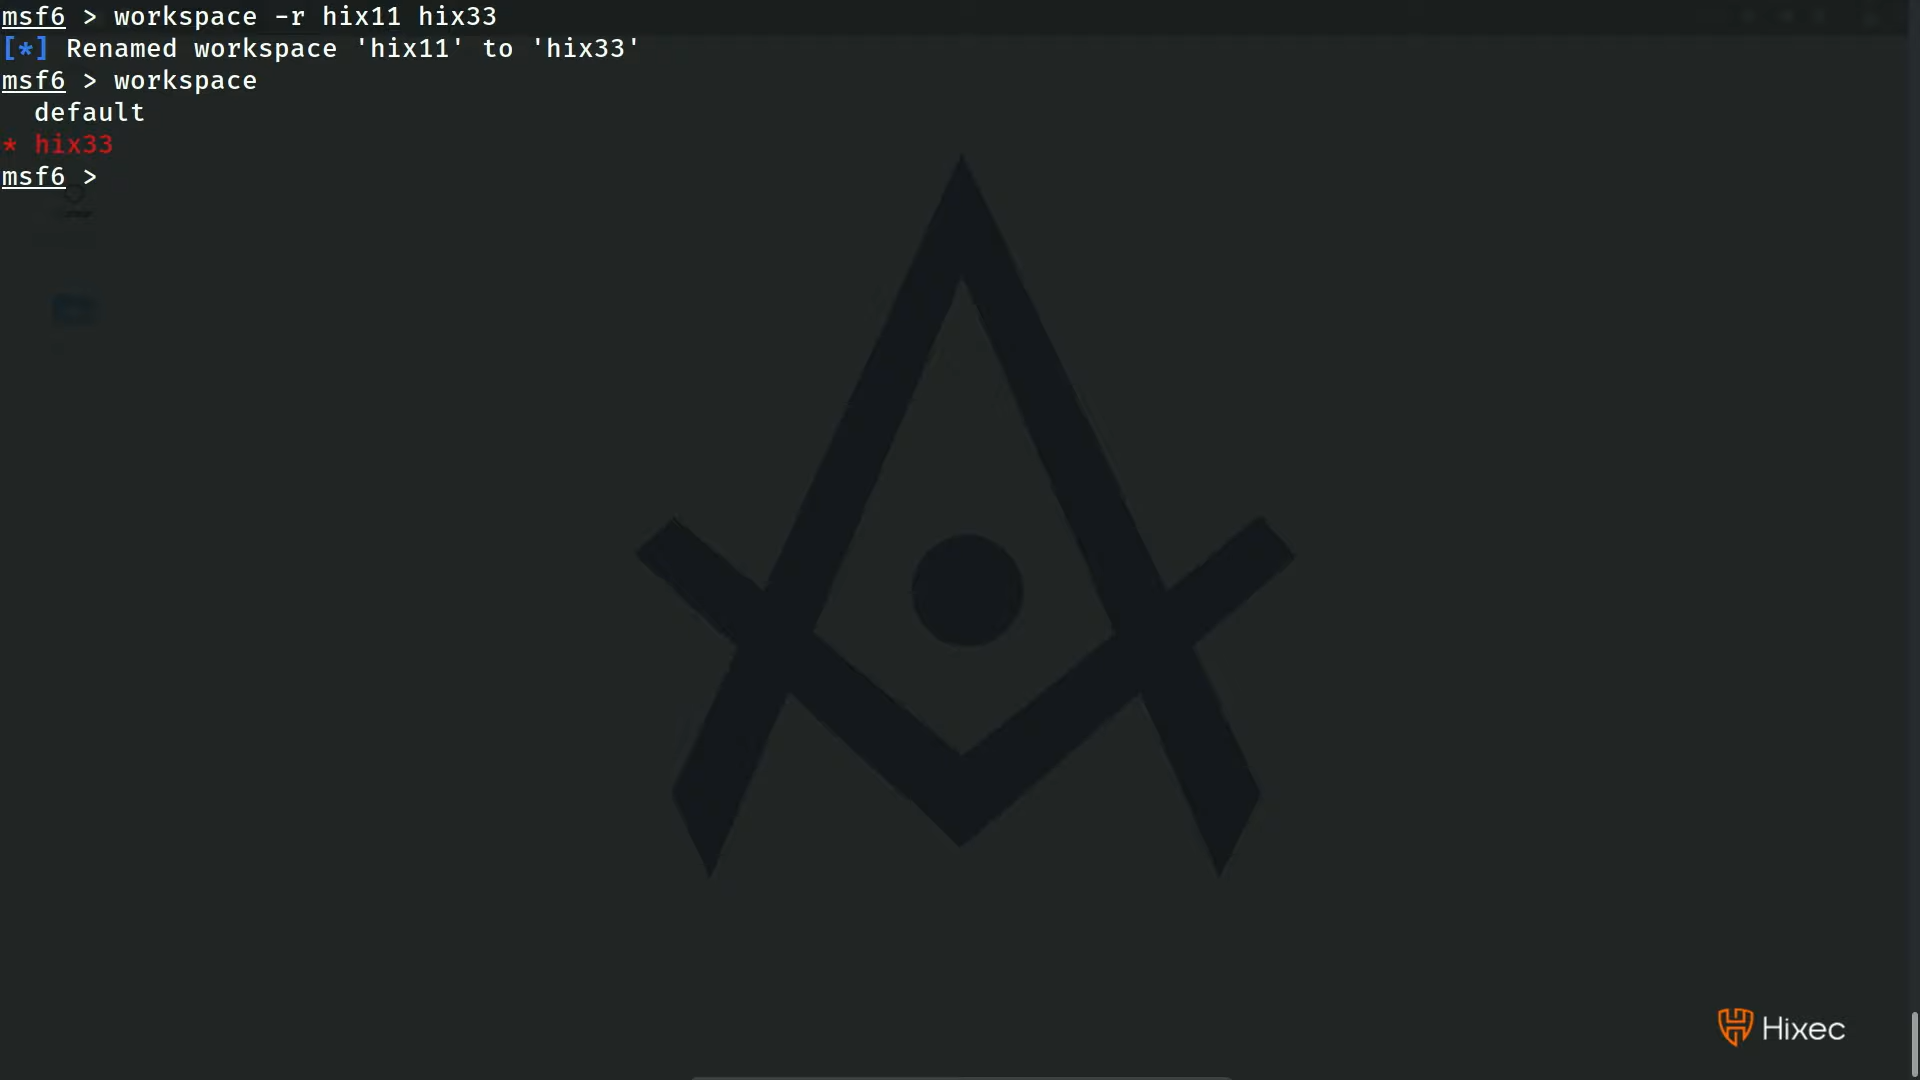 msf6 > workspace -r hix11 hix33
[*] Renamed workspace 'hix11' to 'hix33'
msf6 > workspace
  default
* hix33
msf6 >
Hixec